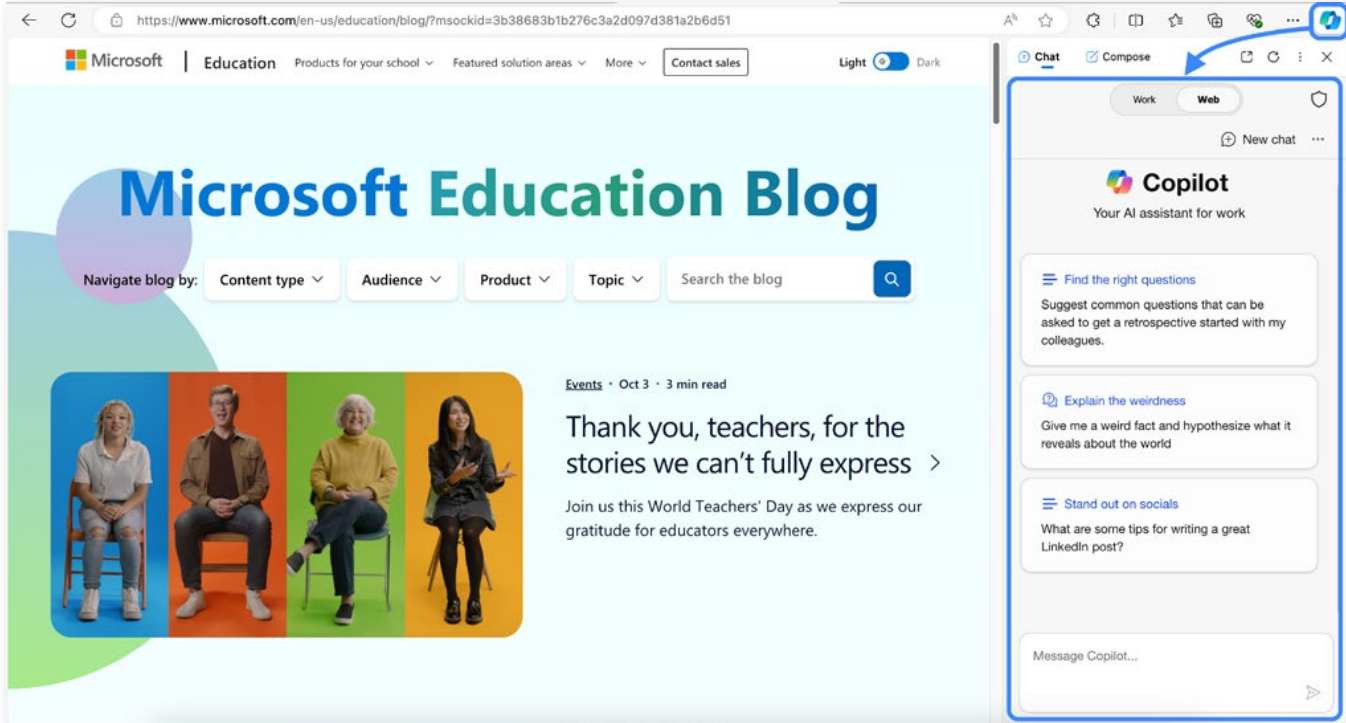 https://www.microsoft.com/en-us/education/blog/?msockid=3b38683b1b276c3a2d097d381a2b6d51
Microsoft | Education Products for your school Featured solution areas More Contact sales Light Dark
Microsoft Education Blog
Navigate blog by: Content type Audience Product Topic Search the blog
Events · Oct 3 · 3 min read
Thank you, teachers, for the
stories we can’t fully express
Join us this World Teachers’ Day as we express our
gratitude for educators everywhere.
Chat Compose
Work Web
New chat
Copilot
Your AI assistant for work
Find the right questions
Suggest common questions that can be
asked to get a retrospective started with my
colleagues.
Explain the weirdness
Give me a weird fact and hypothesize what it
reveals about the world
Stand out on socials
What are some tips for writing a great
LinkedIn post?
Message Copilot...